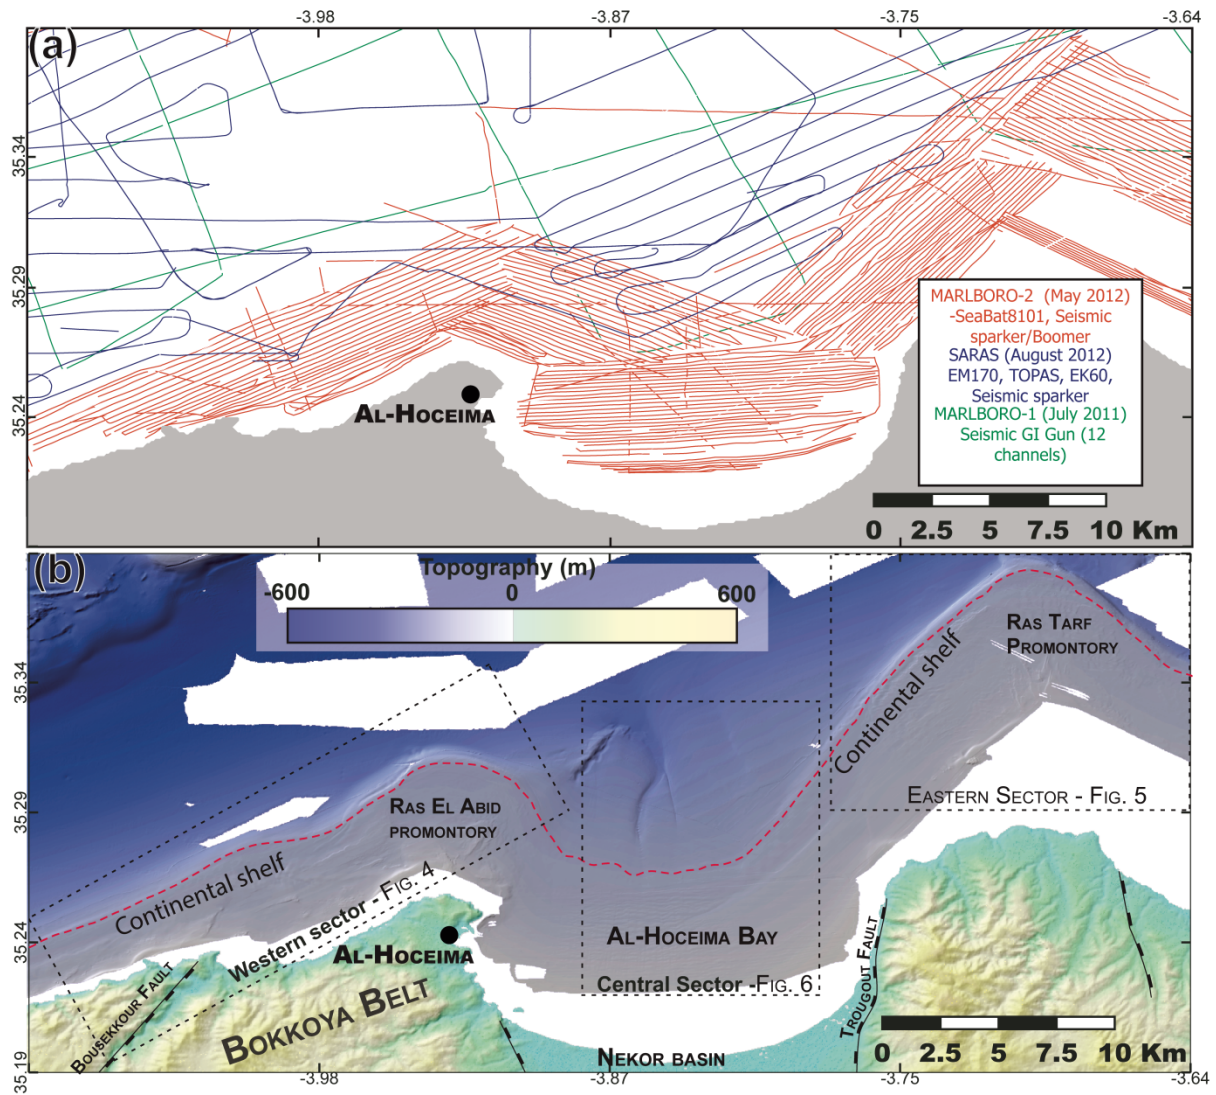 -3.98 -3.87 -3.75 -3.64
(a)
35.34
35.29
35.24
MARLBORO-2 (May 2012)
-SeaBat8101, Seismic
sparker/Boomer
SARAS (August 2012)
EM170, TOPAS, EK60,
Seismic sparker
MARLBORO-1 (July 2011)
Seismic GI Gun (12
channels)
AL-HOCEIMA
0 2.5 5 7.5 10 Km
(b)
Topography (m)
-600 0 600
RAS TARF
PROMONTORY
35.34
Continental shelf
35.29
RAS EL ABID
PROMONTORY
EASTERN SECTOR - FIG. 5
Continental shelf
Western sector - FIG. 4
35.24
AL-HOCEIMA
AL-HOCEIMA BAY
Central Sector -FIG. 6
BOUSEKKOUR FAULT
BOKKOYA BELT
TROUGOUT FAULT
0 2.5 5 7.5 10 Km
NEKOR BASIN
35.19
-3.98 -3.87 -3.75 -3.64